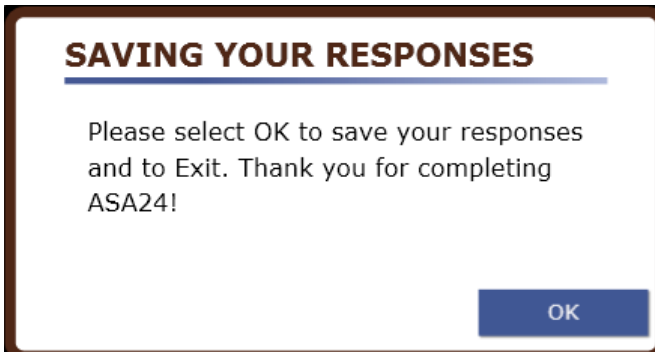 SAVING YOUR RESPONSES
Please select OK to save your responses
and to Exit. Thank you for completing
ASA24!
OK